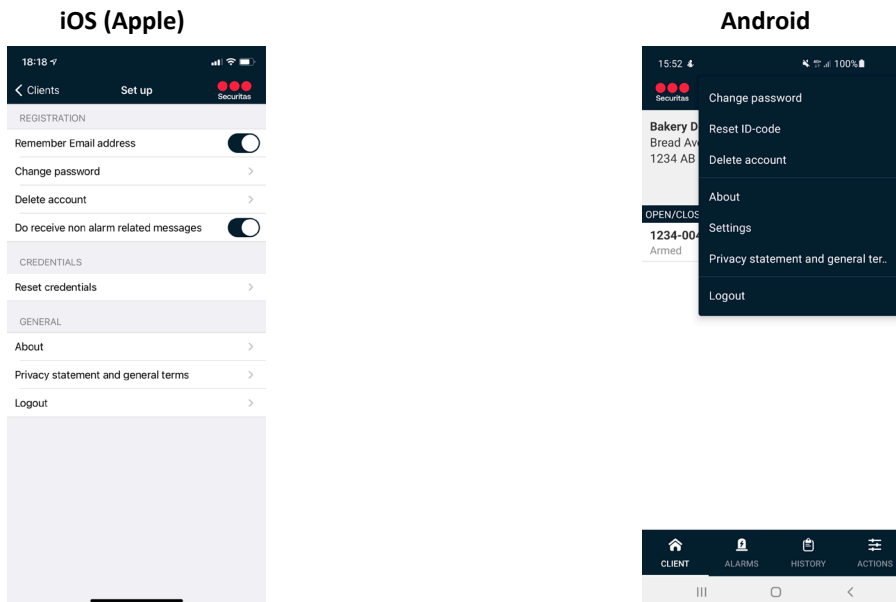 iOS (Apple)
18:18
Clients
Set up
Securitas
REGISTRATION
Remember Email address
Change password
Delete account
Do receive non alarm related messages
CREDENTIALS
Reset credentials
GENERAL
About
Privacy statement and general terms
Logout
Android
15:52
100%
Securitas
Bakery D
Bread Av
1234 AB
OPEN/CLOS
1234-004
Armed
Change password
Reset ID-code
Delete account
About
Settings
Privacy statement and general ter..
Logout
CLIENT
ALARMS
HISTORY
ACTIONS